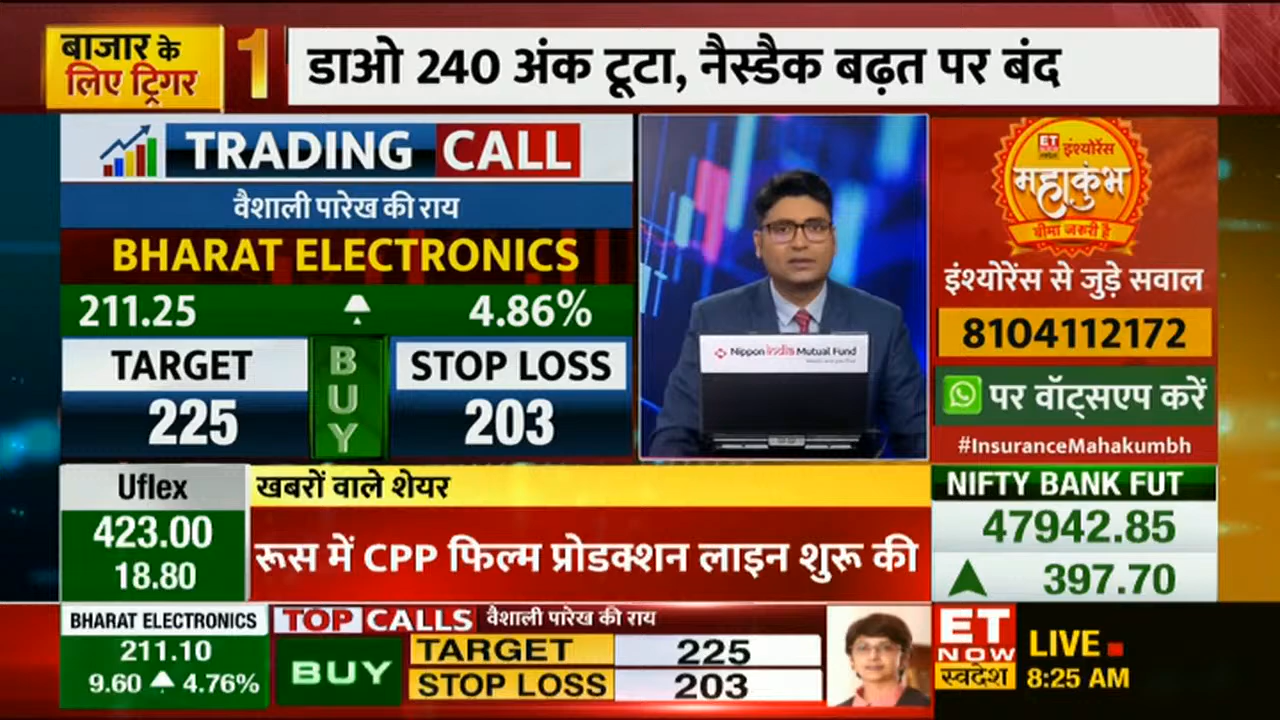 बाजार के
लिए ट्रिगर
1
डाओ 240 अंक टूटा, नैस्डैक बढ़त पर बंद
TRADING CALL
वैशाली पारेख की राय
BHARAT ELECTRONICS
211.25 4.86%
TARGET
225
BUY
STOP LOSS
203
Nippon india Mutual Fund
ET NOW स्वदेश इंश्योरेंस
महाकुंभ
बीमा जरूरी है
इंश्योरेंस से जुड़े सवाल
8104112172
पर वॉट्सएप करें
#InsuranceMahakumbh
Uflex
423.00
18.80
खबरों वाले शेयर
रूस में CPP फिल्म प्रोडक्शन लाइन शुरू की
NIFTY BANK FUT
47942.85
397.70
BHARAT ELECTRONICS
211.10
9.60 4.76%
TOP CALLS वैशाली पारेख की राय
BUY
TARGET 225
STOP LOSS 203
ET
NOW
स्वदेश
LIVE
8:25 AM